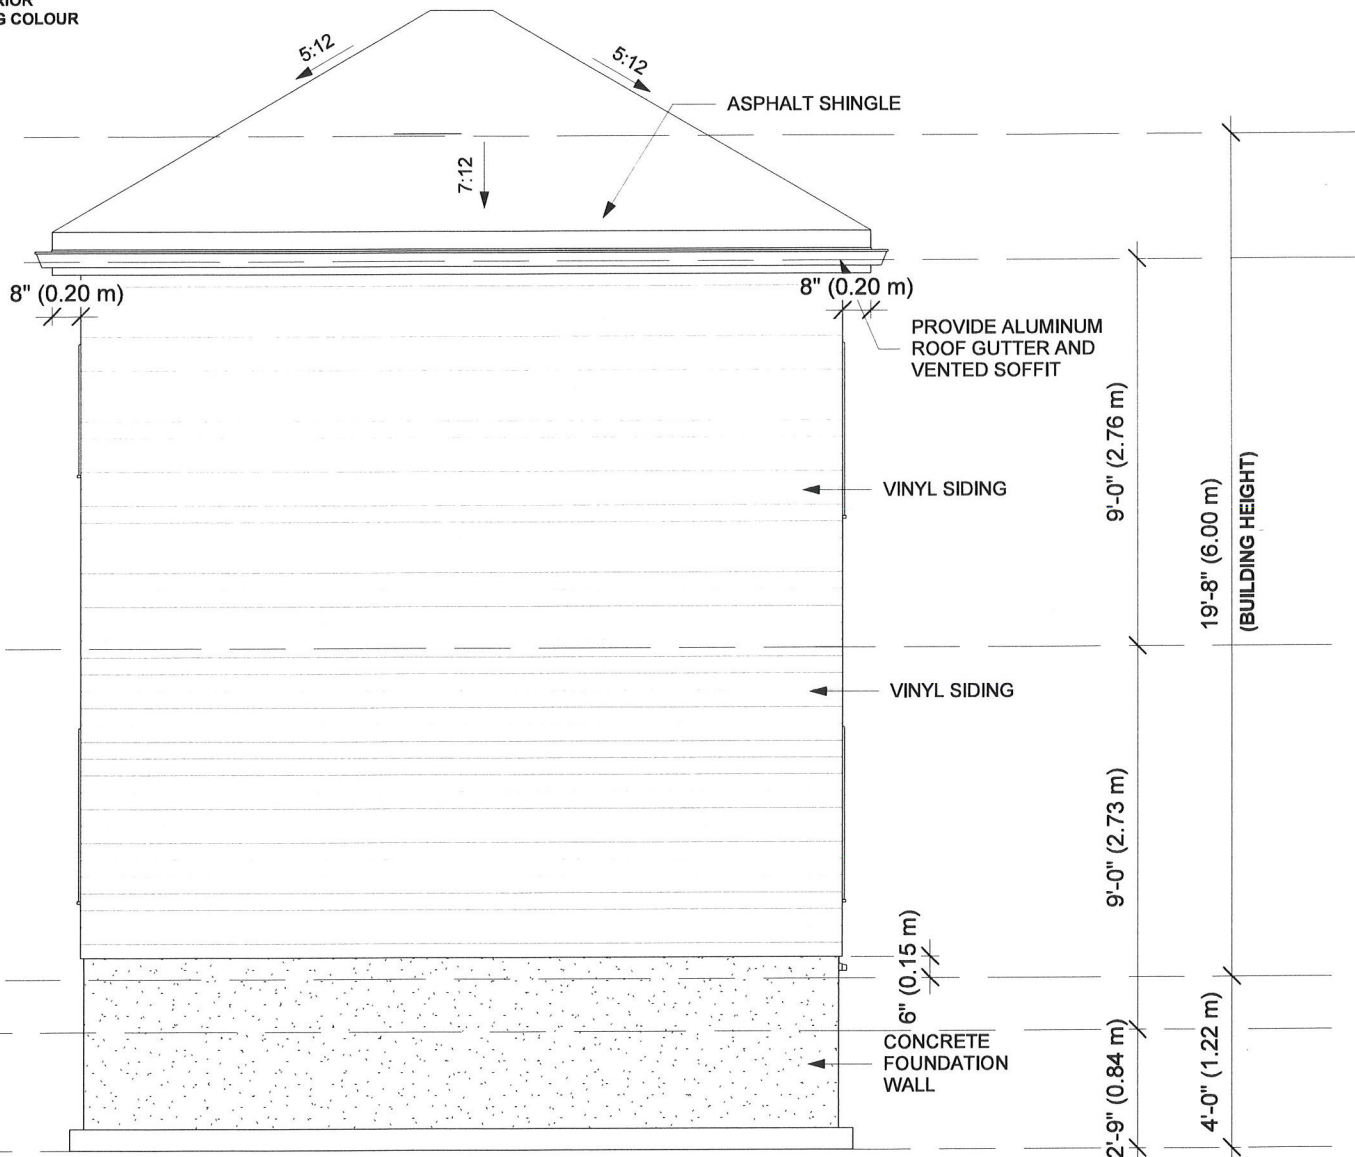 G COLOUR
5:12
5:12
ASPHALT SHINGLE
7:12
8" (0.20 m)
8" (0.20 m)
PROVIDE ALUMINUM
ROOF GUTTER AND
VENTED SOFFIT
9'-0" (2.76 m)
VINYL SIDING
19'-8" (6.00 m)
(BUILDING HEIGHT)
VINYL SIDING
9'-0" (2.73 m)
6" (0.15 m)
CONCRETE
FOUNDATION
WALL
2'-9" (0.84 m)
4'-0" (1.22 m)